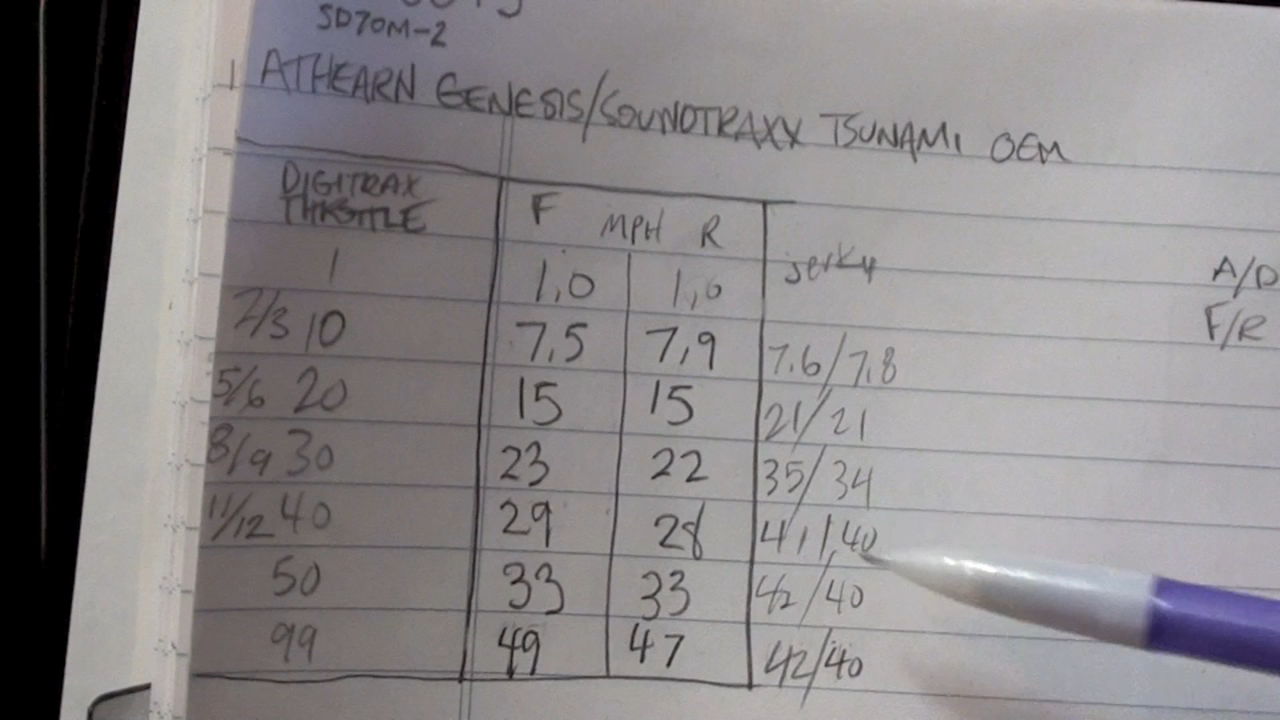 SD70M-2
ATHEARN GENESIS/SOUNDTRAXX TSUNAMI OEM
DIGITRAX THROTTLE F MPH R
1 1,0 1,0 jerky A/D
2/3 10 7,5 7,9 7.6/7,8 F/R
5/6 20 15 15 21/21
8/9 30 23 22 35/34
11/12 40 29 28 41/40
50 33 33 42/40
99 49 47 42/40